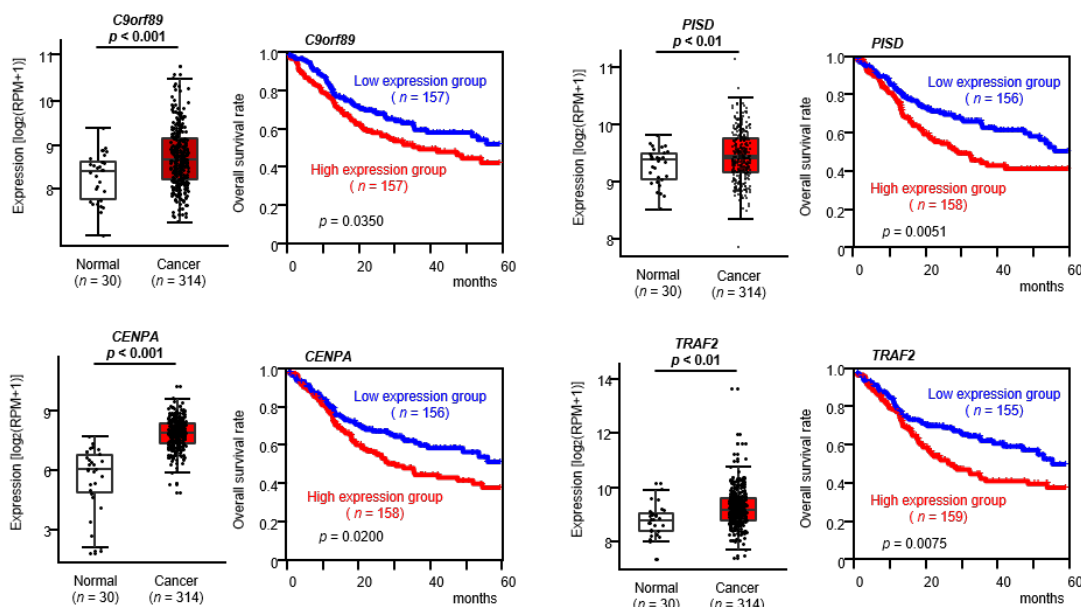 C9orf89
p < 0.001
Expression [log2(RPM+1)]
11
10
9
8
Normal
(n = 30)
Cancer
(n = 314)
C9orf89
Overall survival rate
1.0
0.8
0.6
0.4
0.2
0
Low expression group
( n = 157)
High expression group
( n = 157)
p = 0.0350
0
20
40
60
months
PISD
p < 0.01
Expression [log2(RPM+1)]
11
10
9
8
Normal
(n = 30)
Cancer
(n = 314)
PISD
Overall survival rate
1.0
0.8
0.6
0.4
0.2
0
Low expression group
( n = 156)
High expression group
( n = 158)
p = 0.0051
0
20
40
60
months
CENPA
p < 0.001
Expression [log2(RPM+1)]
9
6
3
Normal
(n = 30)
Cancer
(n = 314)
CENPA
Overall survival rate
1.0
0.8
0.6
0.4
0.2
0
Low expression group
( n = 156)
High expression group
( n = 158)
p = 0.0200
0
20
40
60
months
TRAF2
p < 0.01
Expression [log2(RPM+1)]
14
12
10
8
Normal
(n = 30)
Cancer
(n = 314)
TRAF2
Overall survival rate
1.0
0.8
0.6
0.4
0.2
0
Low expression group
( n = 155)
High expression group
( n = 159)
p = 0.0075
0
20
40
60
months